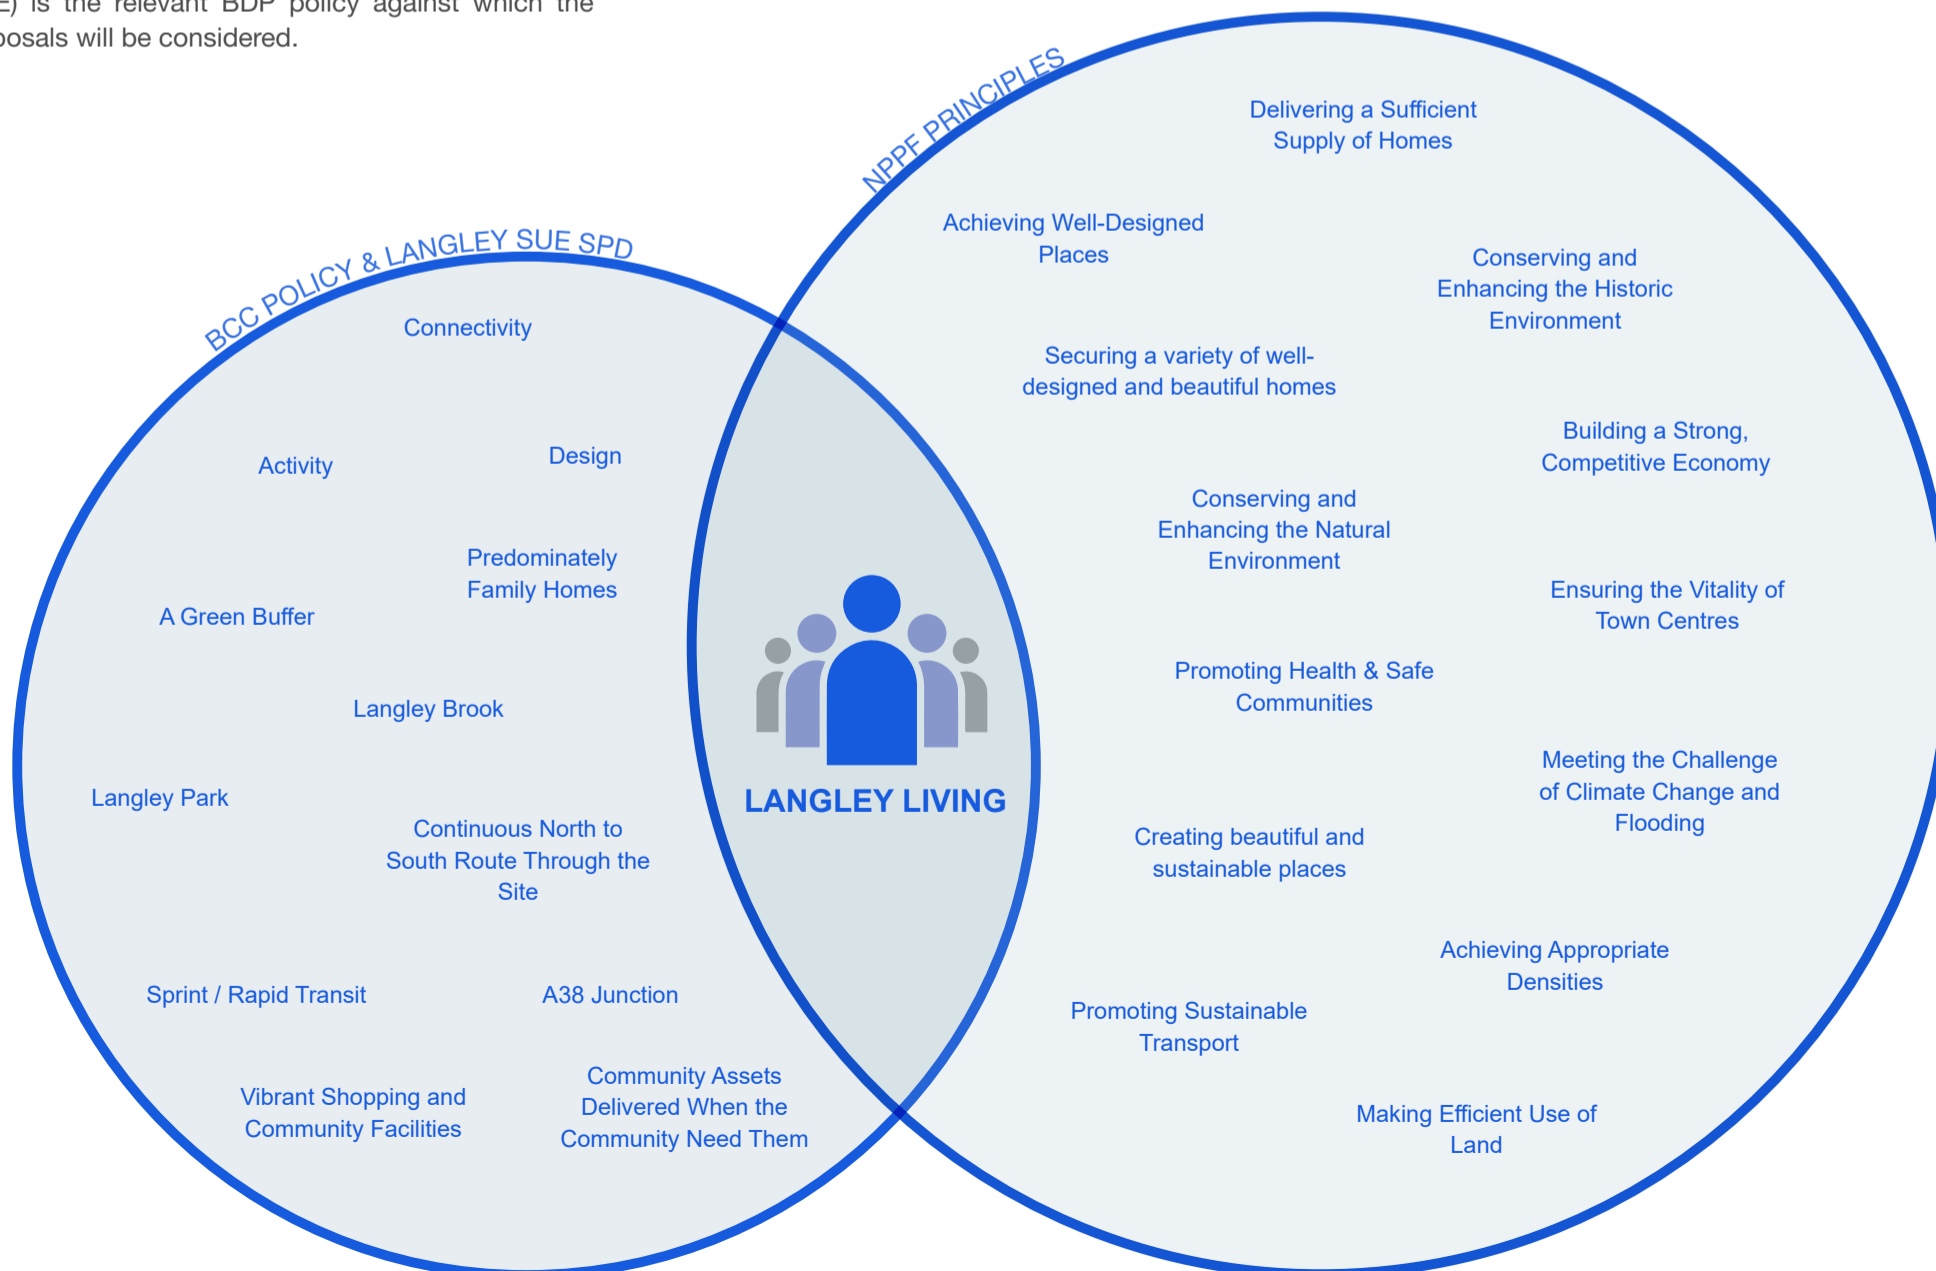 is the relevant BDP policy against which the
will be considered.
NPPF PRINCIPLES
Delivering a Sufficient
Supply of Homes
Achieving Well-Designed
Places
Conserving and
Enhancing the Historic
Environment
Securing a variety of well-
designed and beautiful homes
Building a Strong,
Competitive Economy
Conserving and
Enhancing the Natural
Environment
Ensuring the Vitality of
Town Centres
Promoting Health & Safe
Communities
Meeting the Challenge
of Climate Change and
Flooding
Creating beautiful and
sustainable places
Achieving Appropriate
Densities
Promoting Sustainable
Transport
Making Efficient Use of
Land
BCC POLICY & LANGLEY SUE SPD
Connectivity
Activity
Design
Predominately
Family Homes
A Green Buffer
Langley Brook
Langley Park
Continuous North to
South Route Through the
Site
Sprint / Rapid Transit
A38 Junction
Vibrant Shopping and
Community Facilities
Community Assets
Delivered When the
Community Need Them
LANGLEY LIVING